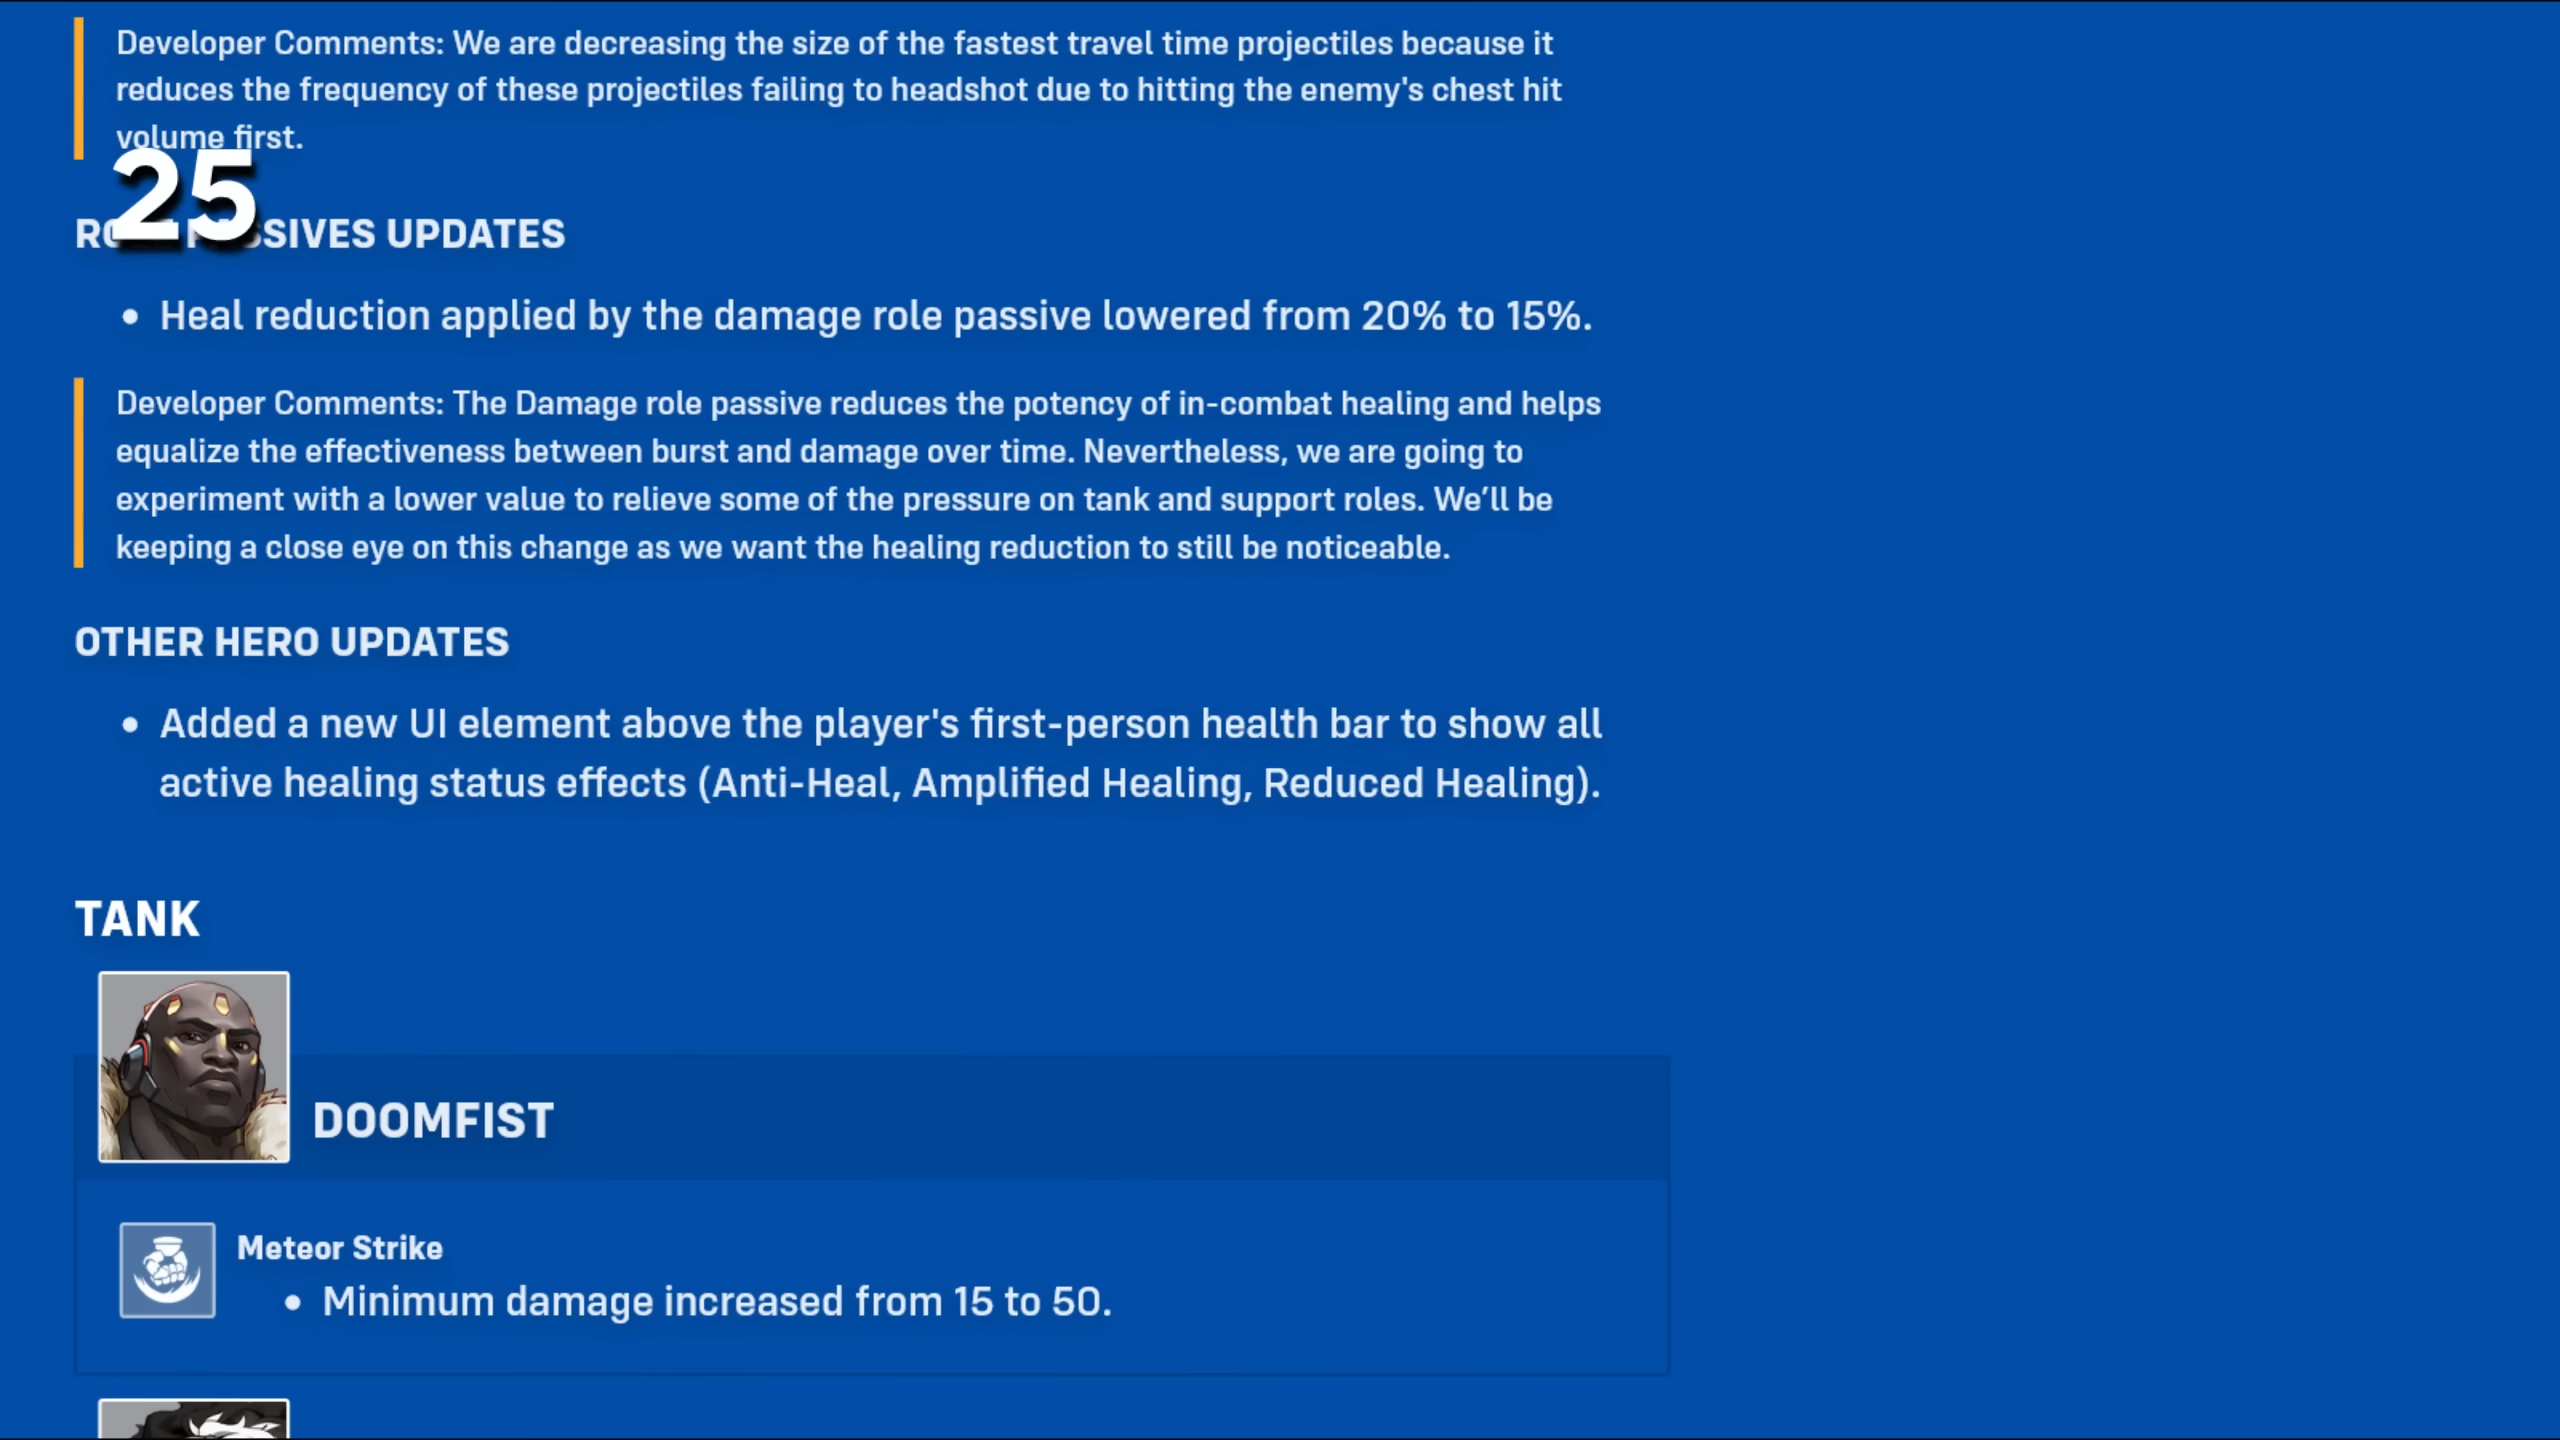 Developer Comments: We are decreasing the size of the fastest travel time projectiles because it
reduces the frequency of these projectiles failing to headshot due to hitting the enemy's chest hit
volume first.
25
UPDATES
• Heal reduction applied by the damage role passive lowered from 20% to 15%.
Developer Comments: The Damage role passive reduces the potency of in-combat healing and helps
equalize the effectiveness between burst and damage over time. Nevertheless, we are going to
experiment with a lower value to relieve some of the pressure on tank and support roles. We’ll be
keeping a close eye on this change as we want the healing reduction to still be noticeable.
OTHER HERO UPDATES
• Added a new UI element above the player's first-person health bar to show all
active healing status effects (Anti-Heal, Amplified Healing, Reduced Healing).
TANK
DOOMFIST
Meteor Strike
• Minimum damage increased from 15 to 50.